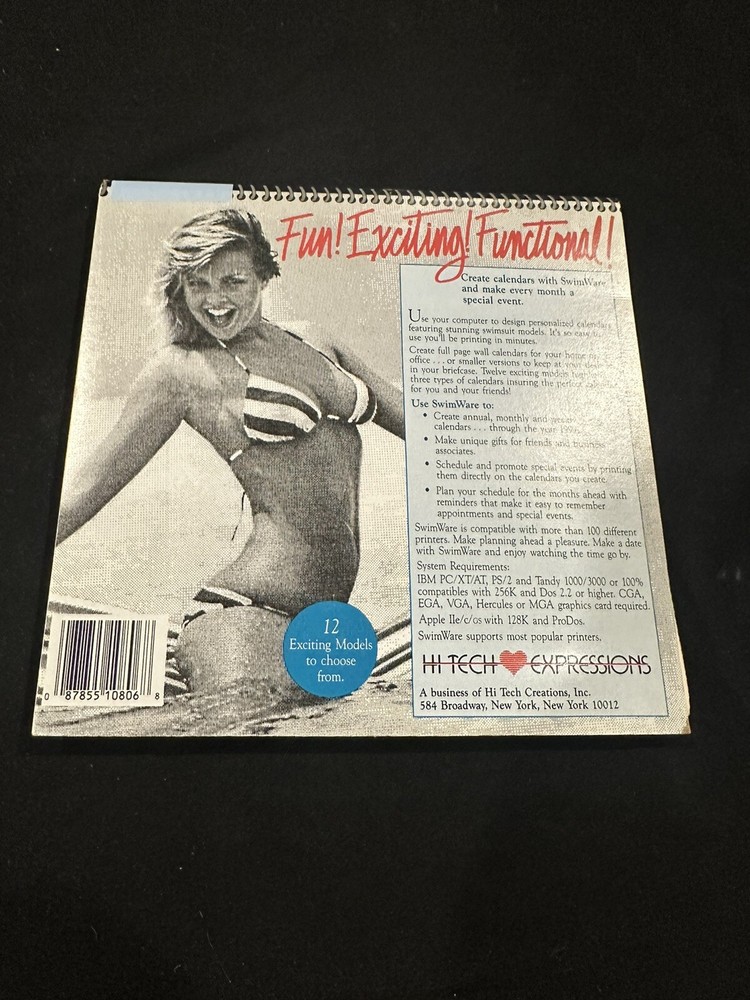 Fun! Exciting! Functional!
Create calendars with SwimWare
and make every month a
special event.
Use your computer to design personalized calendars
featuring stunning swimsuit models. It's so easy to
use you'll be printing in minutes.
Create full page wall calendars for your home or
office . . . or smaller versions to keep at your desk or
in your briefcase. Twelve exciting models
three types of calendars insuring the perfect calendar
for you and your friends!
Use SwimWare to:
• Create annual, monthly and
calendars . . . through the year
• Make unique gifts for friends and business
associates.
• Schedule and promote special events by printing
them directly on the calendars you create.
• Plan your schedule for the months ahead with
reminders that make it easy to remember
appointments and special events.
SwimWare is compatible with more than 100 different
printers. Make planning ahead a pleasure. Make a date
with SwimWare and enjoy watching the time go by.
System Requirements:
IBM PC/XT/AT, PS/2 and Tandy 1000/3000 or 100%
compatibles with 256K and Dos 2.2 or higher. CGA,
EGA, VGA, Hercules or MGA graphics card required.
Apple IIe/c/GS with 128K and ProDos.
SwimWare supports most popular printers.
HI TECH EXPRESSIONS
A business of Hi Tech Creations, Inc.
584 Broadway, New York, New York 10012
12
Exciting Models
to choose
from.
0 87855 10806 8